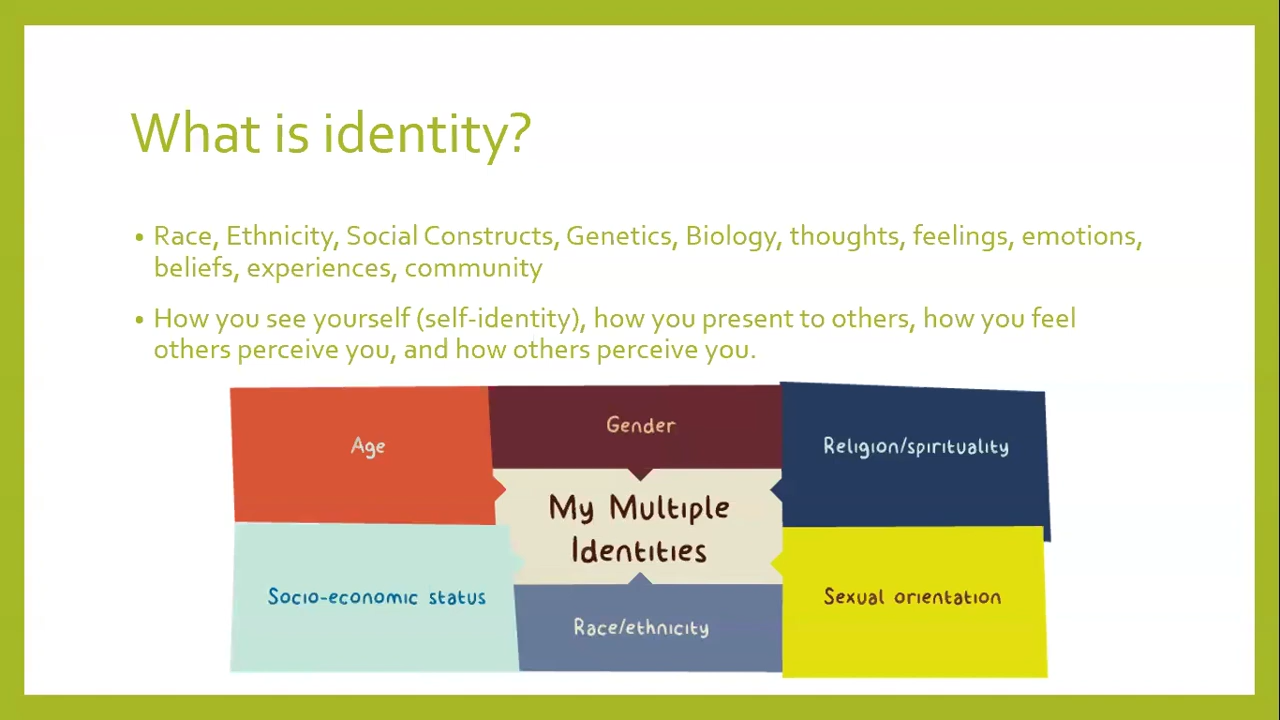 What is identity?
• Race, Ethnicity, Social Constructs, Genetics, Biology, thoughts, feelings, emotions,
beliefs, experiences, community
• How you see yourself (self-identity), how you present to others, how you feel
others perceive you, and how others perceive you.
Age
Gender
Religion/spirituality
My Multiple
Identities
Socio-economic status
Race/ethnicity
Sexual orientation